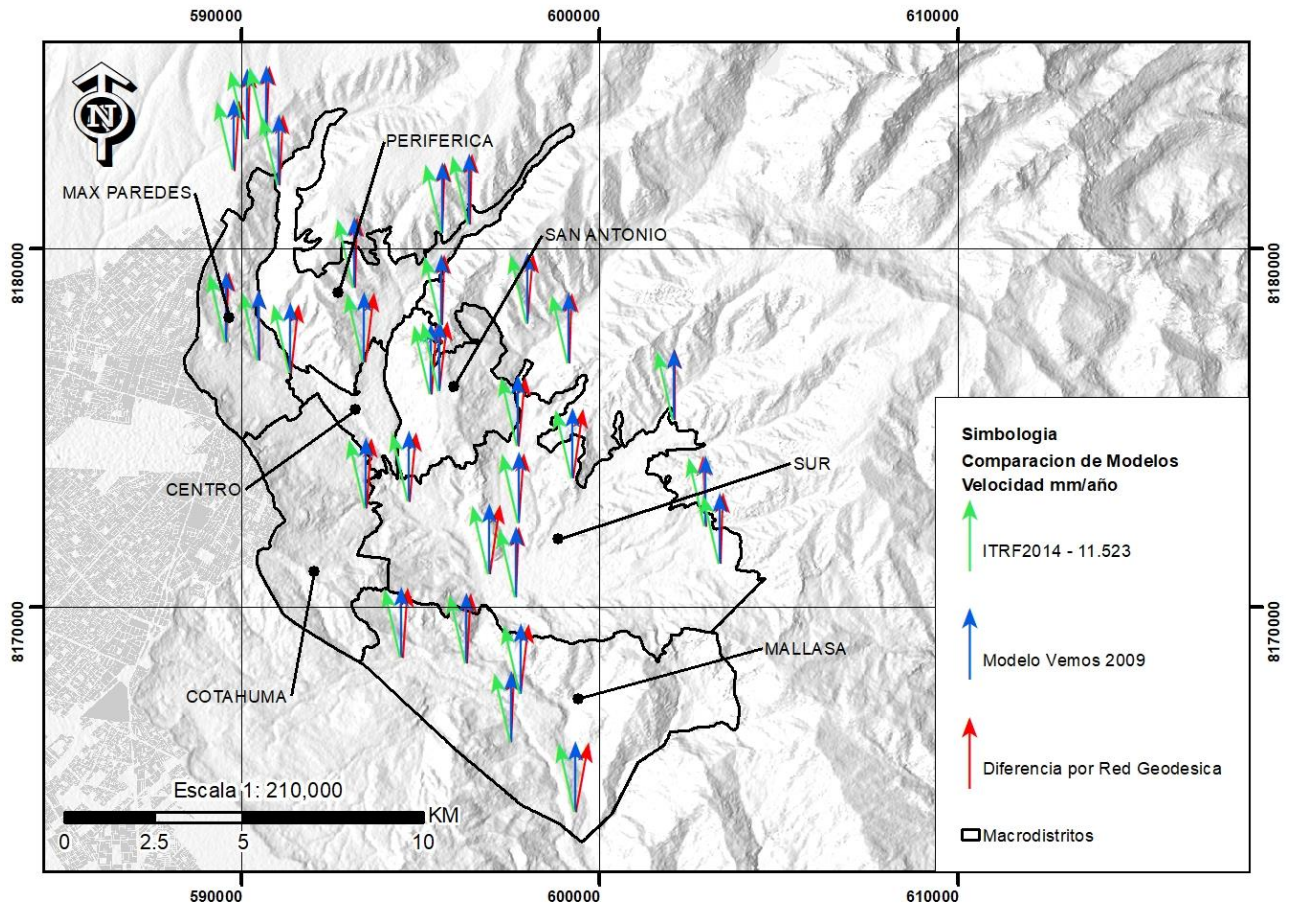 590000
600000
610000
N
PERIFERICA
MAX PAREDES
SAN ANTONIO
8180000
8180000
CENTRO
SUR
COTAHUMA
MALLASA
8170000
8170000
Simbologia
Comparacion de Modelos
Velocidad mm/año
ITRF2014 - 11.523
Modelo Vemos 2009
Diferencia por Red Geodesica
Macrodistritos
Escala 1: 210,000
KM
0 2.5 5 10
590000
600000
610000